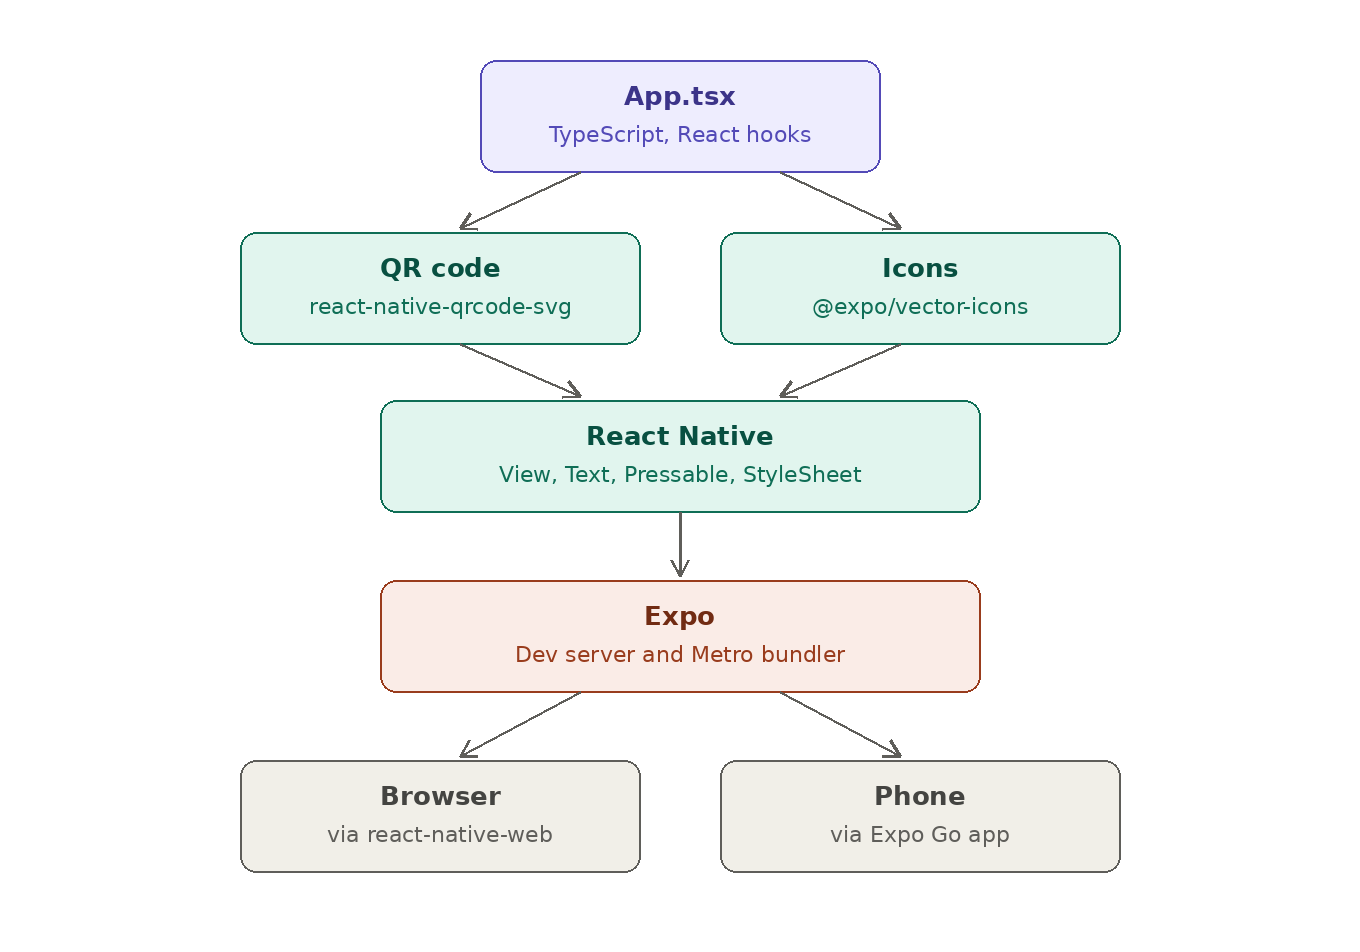 App.tsx
TypeScript, React hooks
QR code
react-native-qrcode-svg
Icons
@expo/vector-icons
React Native
View, Text, Pressable, StyleSheet
Expo
Dev server and Metro bundler
Browser
via react-native-web
Phone
via Expo Go app